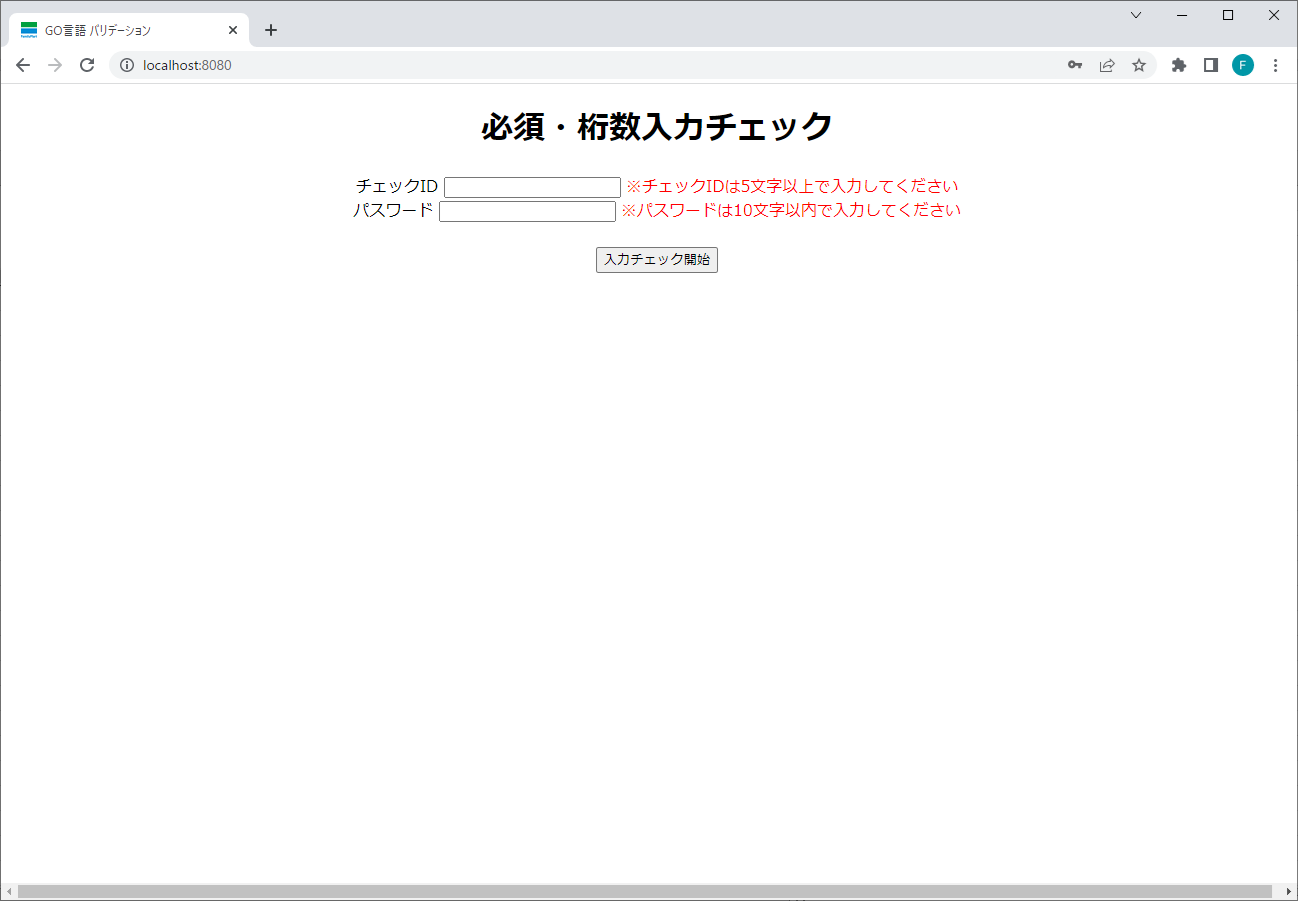 GO言語 バリデーション
localhost:8080
F
必須・桁数入力チェック
チェックID ※チェックIDは5文字以上で入力してください
パスワード ※パスワードは10文字以内で入力してください
入力チェック開始